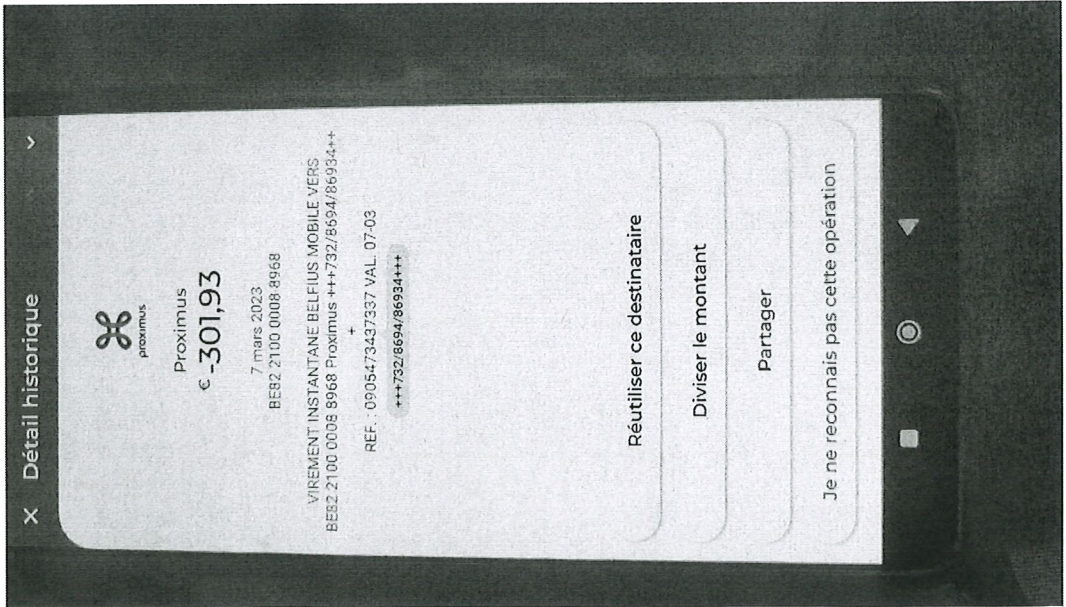 × Détail historique
proximus
Proximus
€ -301,93
7 mars 2023
BE82 2100 0008 8968
VIREMENT INSTANTANE BELFIUS MOBILE VERS
BE82 2100 0008 8968 Proximus +++732/8694/86934++
+
REF. : 0905473437337 VAL. 07-03
+++732/8694/86934+++
Réutiliser ce destinataire
Diviser le montant
Partager
Je ne reconnais pas cette opération